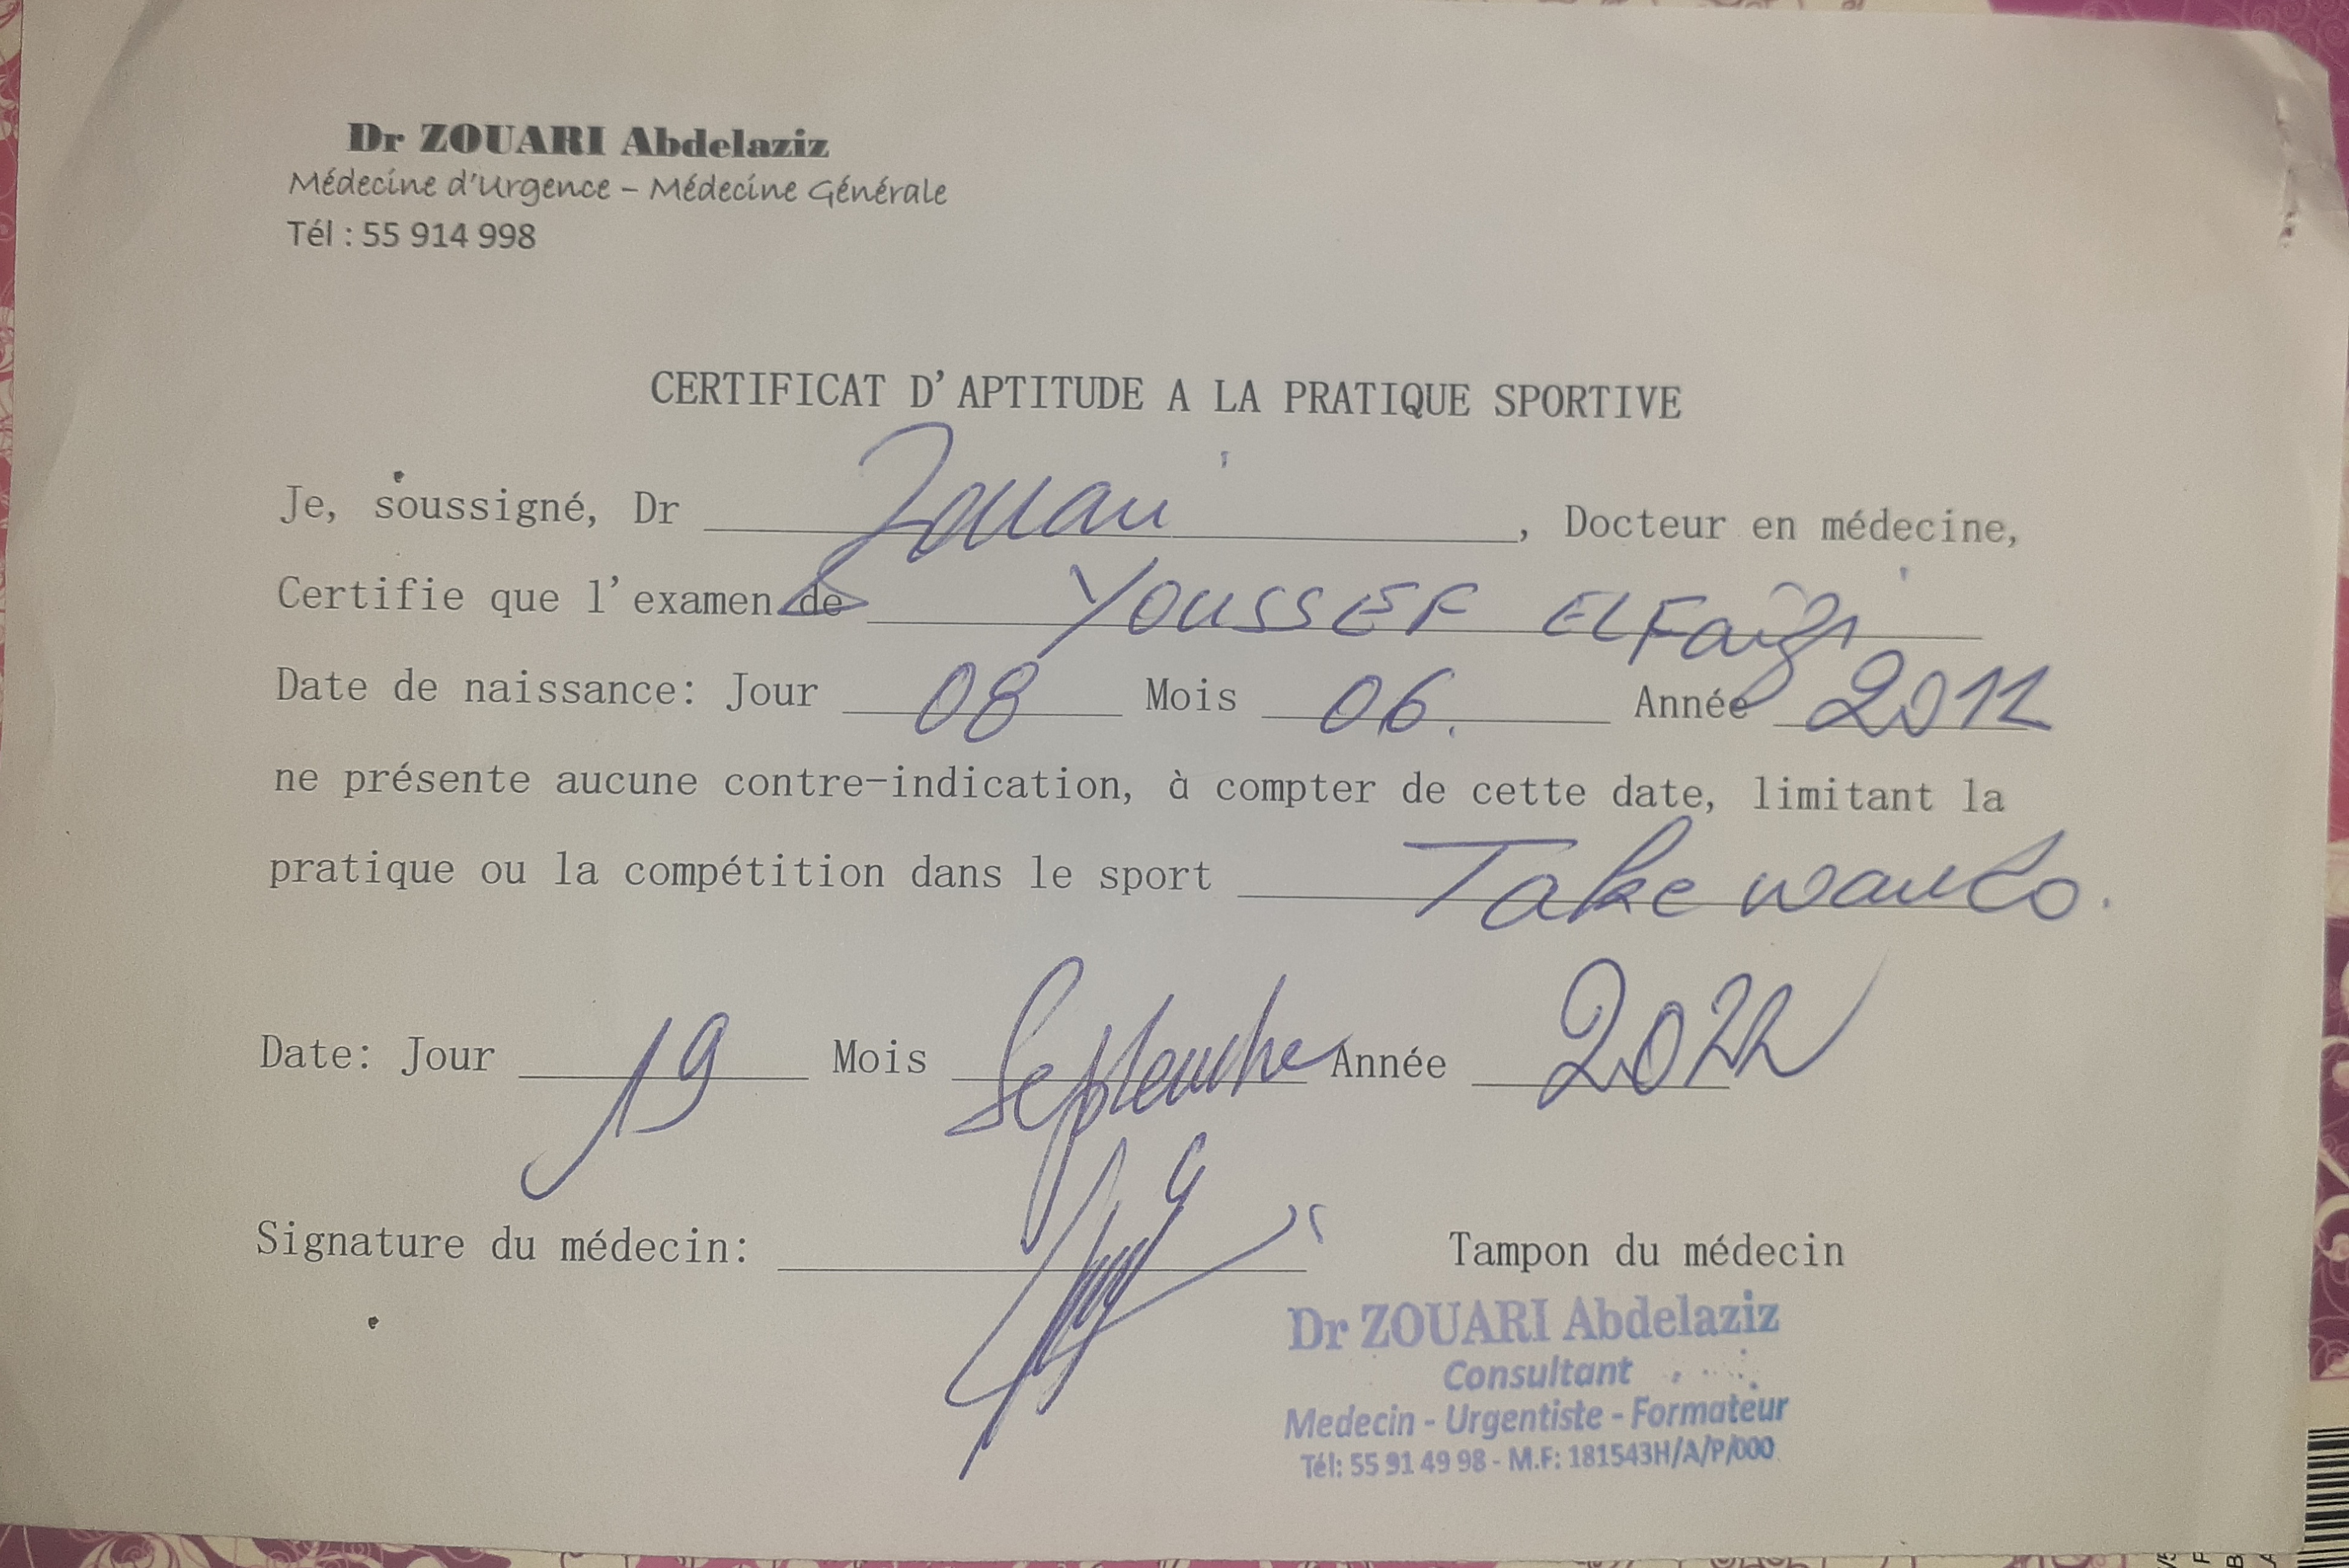 Dr ZOUARI Abdelaziz
Médecine d'Urgence – Médecine Générale
Tél : 55 914 998
CERTIFICAT D'APTITUDE A LA PRATIQUE SPORTIVE
Je, soussigné, Dr Zouari, Docteur en médecine,
Certifie que l'examen de YOUSSEF
Date de naissance: Jour 08 Mois 06. Année
ne présente aucune contre-indication, à compter de cette date, limitant la
pratique ou la compétition dans le sport Take wando.
Date: Jour 19 Mois Septembre Année 2022
Signature du médecin: Tampon du médecin
Dr ZOUARI Abdelaziz
Consultant
Medecin - Urgentiste - Formateur
Tél: 55 91 49 98 - M.F: 181543H/A/P/000